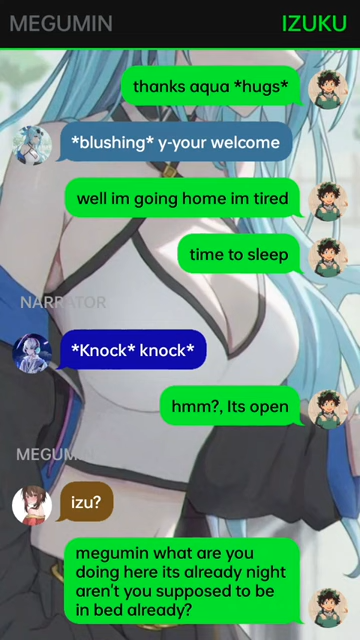 MEGUMIN
IZUKU
thanks aqua *hugs*
*blushing* y-your welcome
well im going home im tired
time to sleep
NARRATOR
*Knock* knock*
hmm?, Its open
MEGUMIN
izu?
megumin what are you
doing here its already night
aren't you supposed to be
in bed already?